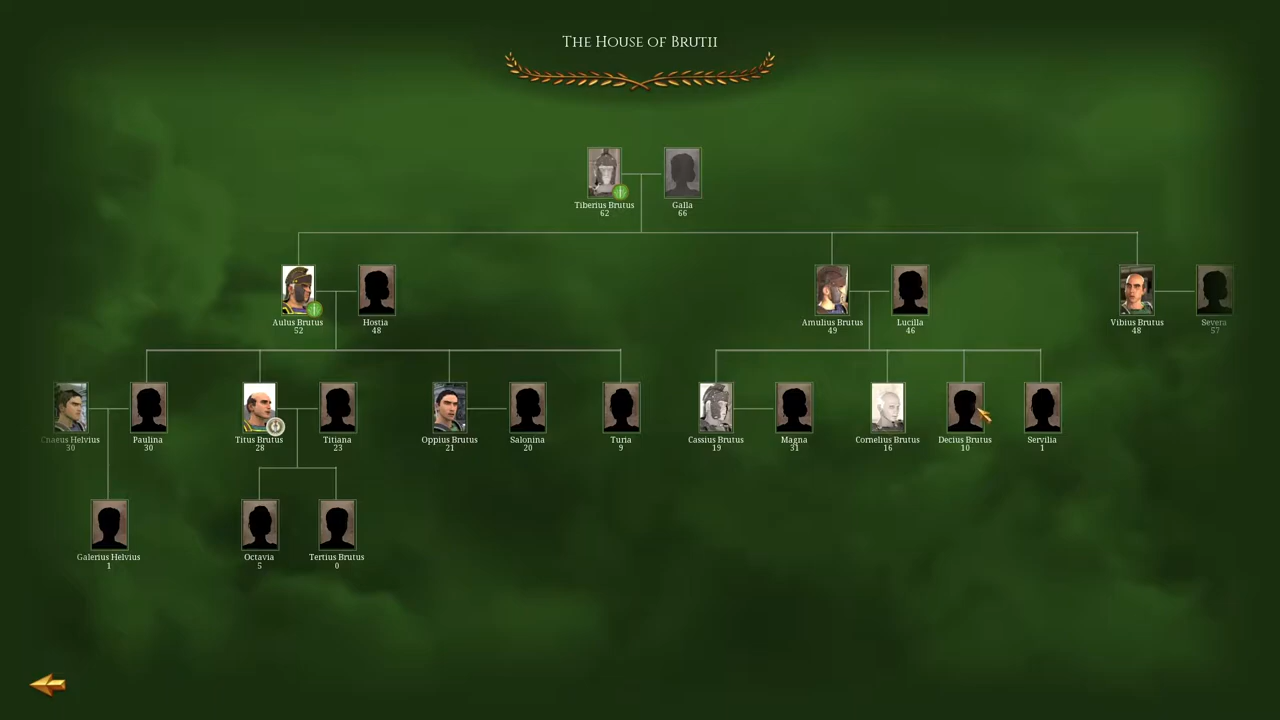 THE HOUSE OF BRUTII
Tiberius Brutus
62
Galla
66
Aulus Brutus
52
Hostia
48
Amulius Brutus
49
Lucilla
46
Vibius Brutus
48
Severa
57
Cnaeus Helvius
30
Paulina
30
Titus Brutus
28
Titiana
23
Oppius Brutus
21
Salonina
20
Turia
9
Cassius Brutus
19
Magna
31
Cornelius Brutus
16
Decius Brutus
10
Servilia
1
Galerius Helvius
1
Octavia
5
Tertius Brutus
0